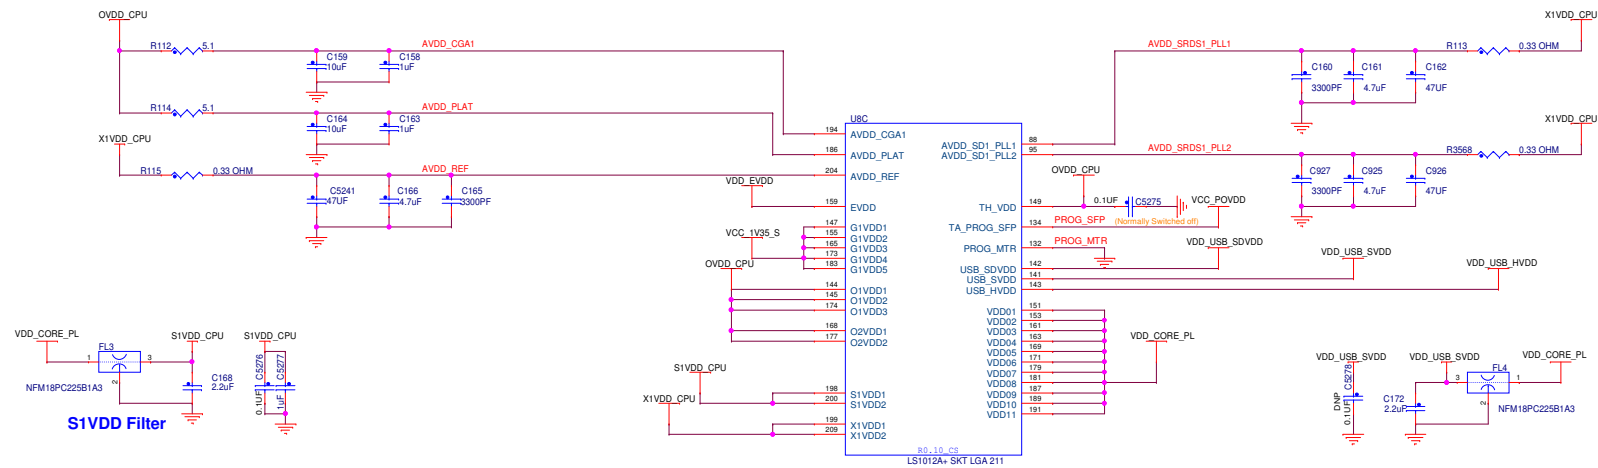 OVDD_CPU
R112 5.1
AVDD_CGA1
C159
10uF
C158
1uF
R114 5.1
AVDD_PLAT
C164
10uF
C163
1uF
X1VDD_CPU
R115 0.33 OHM
AVDD_REF
C5241
47UF
C166
4.7uF
C165
3300PF
X1VDD_CPU
AVDD_SRDS1_PLL1
R113 0.33 OHM
C160
3300PF
C161
4.7uF
C162
47UF
X1VDD_CPU
AVDD_SRDS1_PLL2
R3568 0.33 OHM
C927
3300PF
C925
4.7uF
C926
47UF
U8C
194 AVDD_CGA1
186 AVDD_PLAT
204 AVDD_REF
VDD_EVDD
159 EVDD
VCC_1V35_S
147 G1VDD1
155 G1VDD2
165 G1VDD3
173 G1VDD4
183 G1VDD5
OVDD_CPU
144 O1VDD1
145 O1VDD2
174 O1VDD3
168 O2VDD1
177 O2VDD2
S1VDD_CPU
198 S1VDD1
200 S1VDD2
X1VDD_CPU
199 X1VDD1
209 X1VDD2
AVDD_SD1_PLL1 88
AVDD_SD1_PLL2 95
OVDD_CPU
TH_VDD 149
0.1UF C5275
(Normally Switched off)
VCC_POVDD
TA_PROG_SFP 134 PROG_SFP
PROG_MTR 132 PROG_MTR
VDD_USB_SDVDD
VDD_USB_SVDD
VDD_USB_HVDD
USB_SDVDD 142
USB_SVDD 141
USB_HVDD 143
VDD01 151
VDD02 153
VDD03 161
VDD04 163
VDD05 169
VDD06 171
VDD07 179
VDD08 181
VDD09 187
VDD10 189
VDD11 191
VDD_CORE_PL
R0.10_CS
LS1012A+ SKT LGA 211
VDD_CORE_PL
FL3
1 3
2
NFM18PC225B1A3
S1VDD_CPU
C168
2.2uF
S1VDD_CPU
0.1UF C5276
1uF C5277
S1VDD Filter
VDD_USB_SVDD
DNP
0.1UF C5278
VDD_USB_SVDD
C172
2.2uF
VDD_CORE_PL
FL4
3 1
2
NFM18PC225B1A3